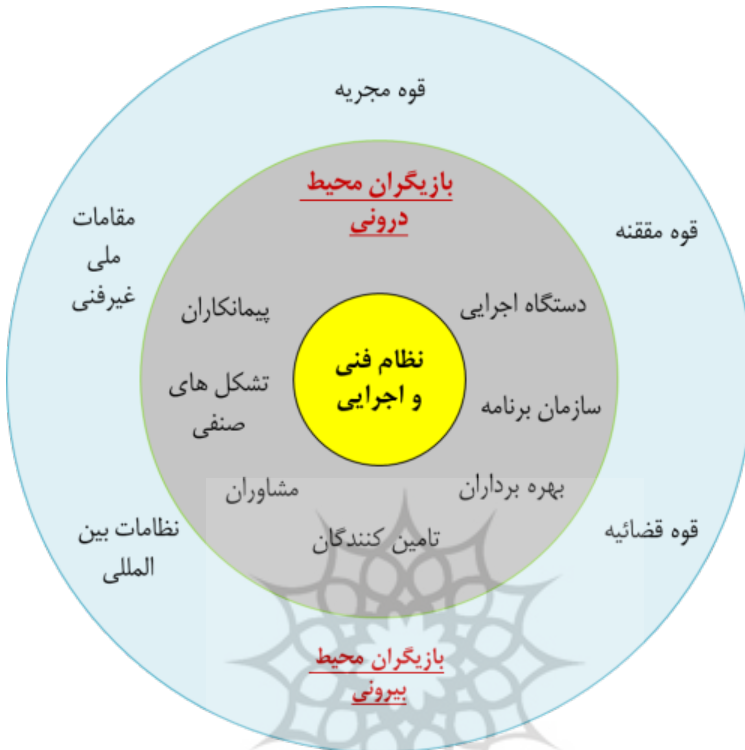 قوه مجریه
بازیگران محیط
درونی
مقامات
ملی
غیرفنی
قوه مققنه
دستگاه اجرایی
پیمانکاران
نظام فنی
و اجرایی
تشکل های
صنفی
سازمان برنامه
بهره برداران
مشاوران
تامین کنندگان
قوه قضائیه
نظامات بین
المللی
بازیگران محیط
بیرونی